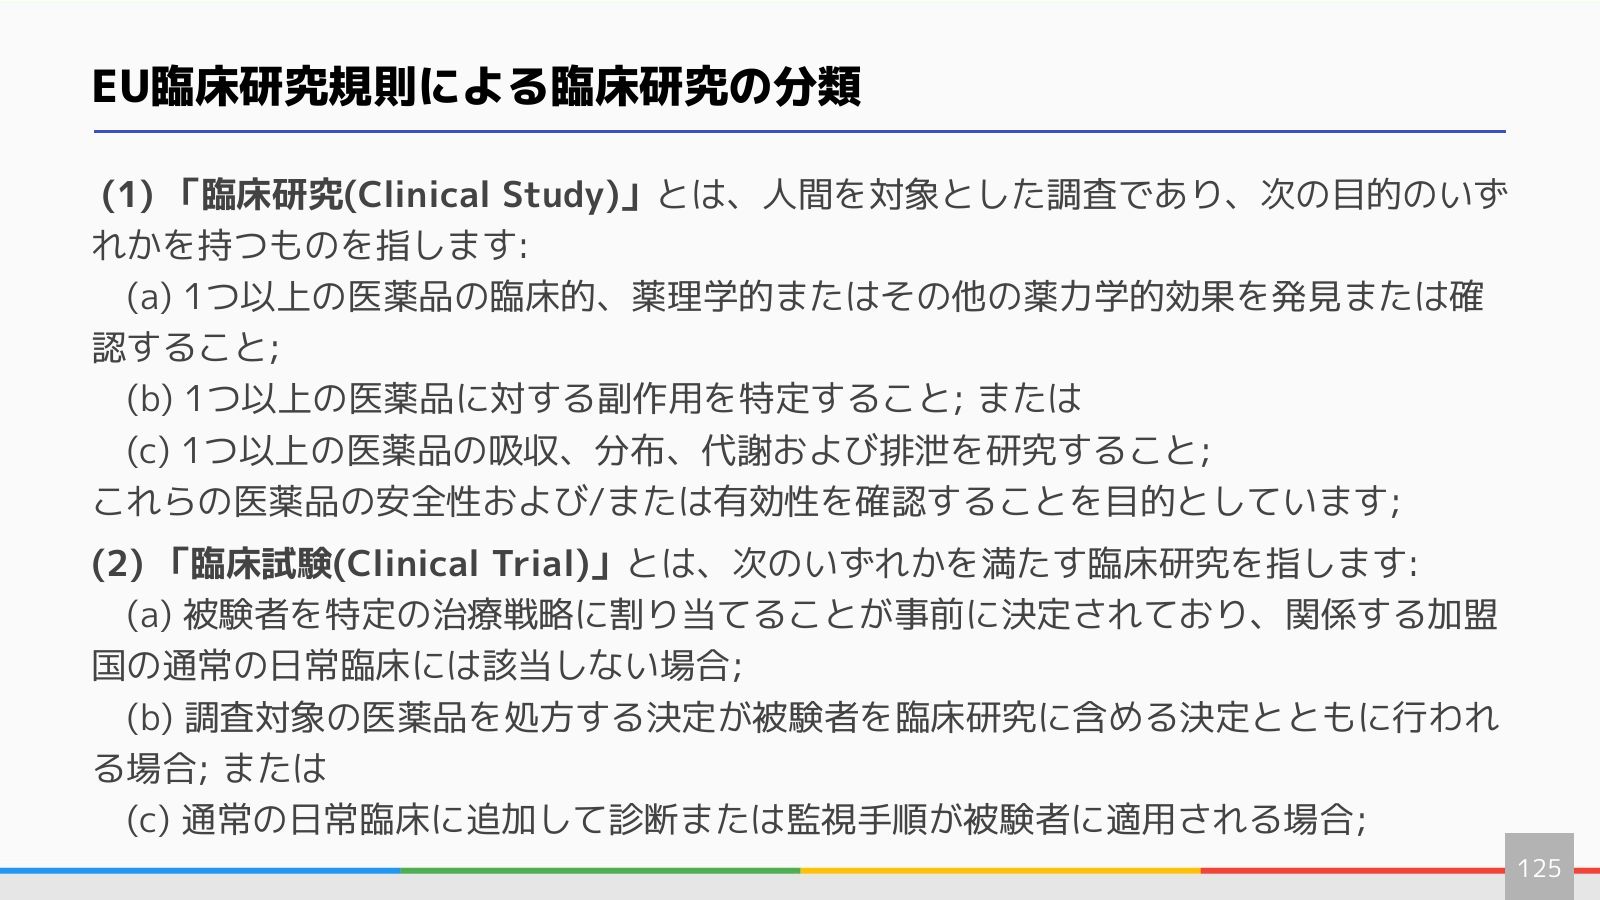 EU臨床研究規則による臨床研究の分類
(1) 「臨床研究(Clinical Study)」とは、人間を対象とした調査であり、次の目的のいず
れかを持つものを指します:
(a) 1つ以上の医薬品の臨床的、薬理学的またはその他の薬力学的効果を発見または確
認すること;
(b) 1つ以上の医薬品に対する副作用を特定すること; または
(c) 1つ以上の医薬品の吸収、分布、代謝および排泄を研究すること;
これらの医薬品の安全性および/または有効性を確認することを目的としています;
(2) 「臨床試験(Clinical Trial)」とは、次のいずれかを満たす臨床研究を指します:
(a) 被験者を特定の治療戦略に割り当てることが事前に決定されており、関係する加盟
国の通常の日常臨床には該当しない場合;
(b) 調査対象の医薬品を処方する決定が被験者を臨床研究に含める決定とともに行われ
る場合; または
(c) 通常の日常臨床に追加して診断または監視手順が被験者に適用される場合;
125